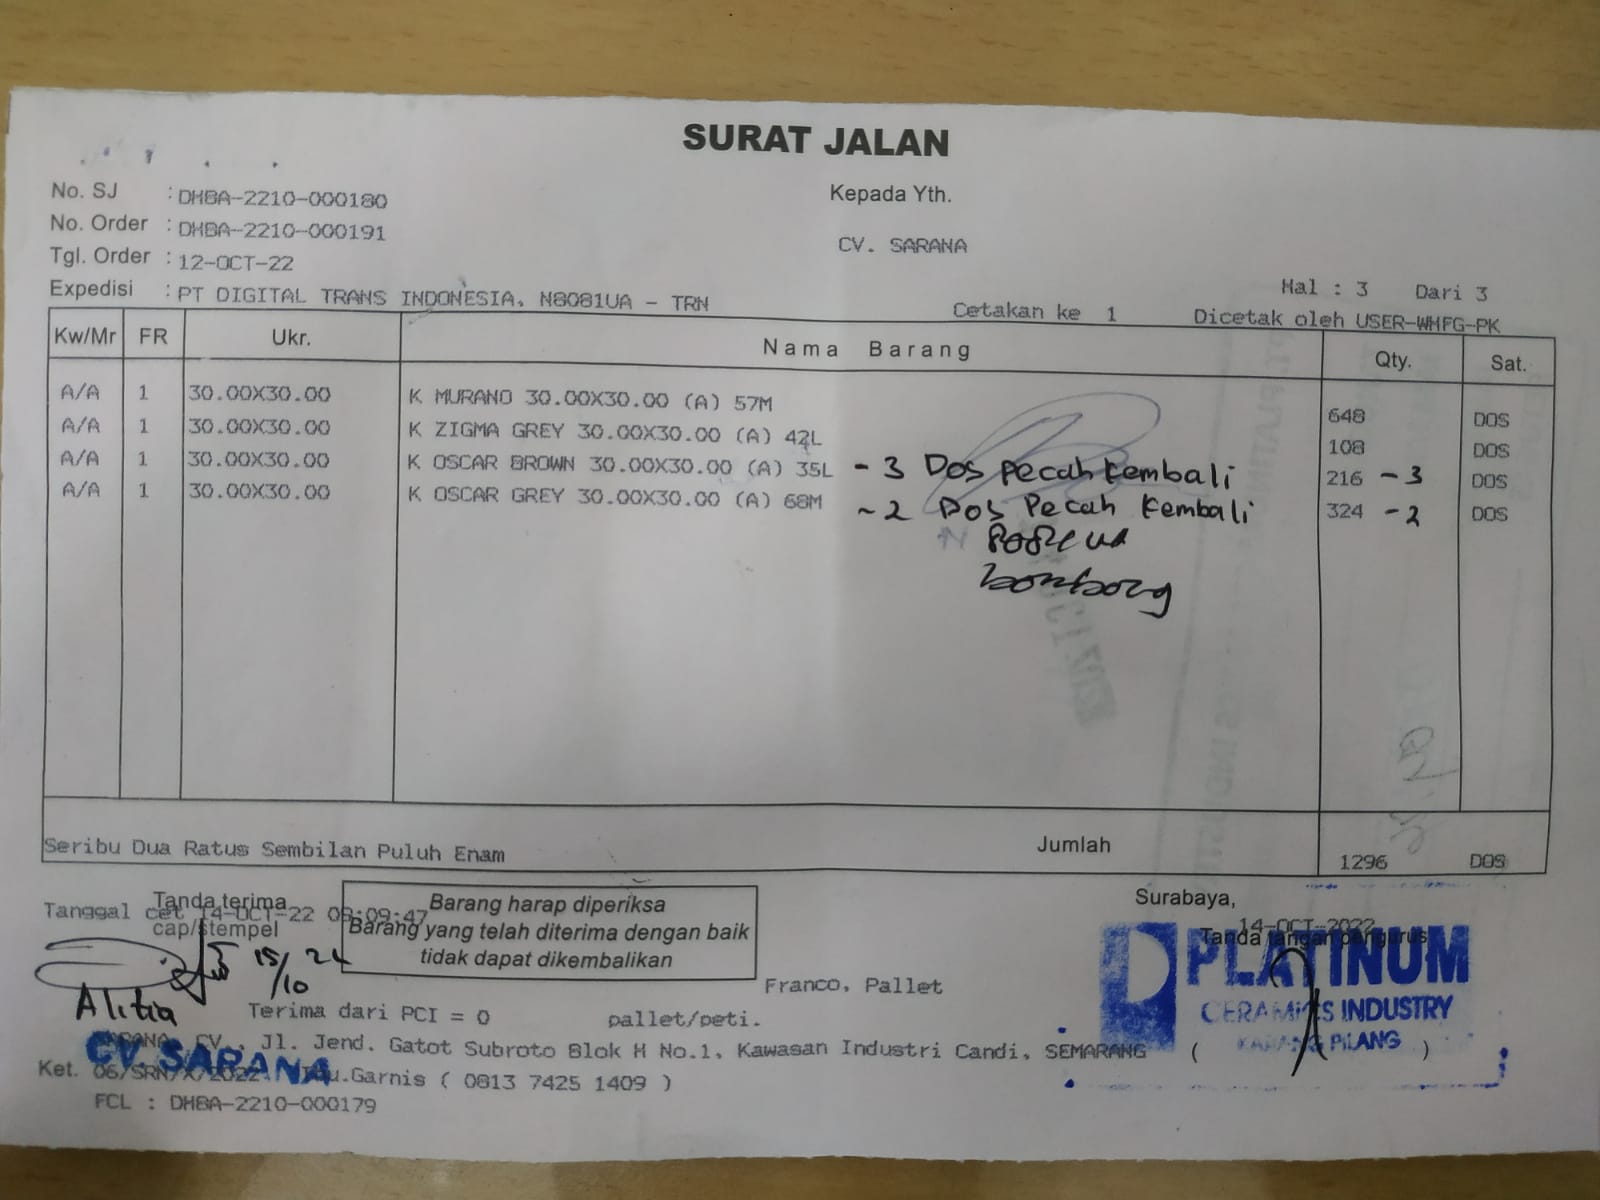 SURAT JALAN
No. SJ : DHBA-2210-000180
Kepada Yth.
No. Order : DHBA-2210-000191
CV. SARANA
Tgl. Order : 12-OCT-22
Expedisi : PT DIGITAL TRANS INDONESIA, N8081UA - TRN
Hal : 3 Dari 3
Cetakan ke 1 Dicetak oleh USER-WHFG-PK
Kw/Mr FR Ukr. Nama Barang Qty. Sat.
A/A 1 30.00X30.00 K MURANO 30.00X30.00 (A) 57M 648 DOS
A/A 1 30.00X30.00 K ZIGMA GREY 30.00X30.00 (A) 42L 108 DOS
A/A 1 30.00X30.00 K OSCAR BROWN 30.00X30.00 (A) 35L - 3 Dos pecah kembali 216 - 3 DOS
A/A 1 30.00X30.00 K OSCAR GREY 30.00X30.00 (A) 68M - 2 Dos Pecah kembali 324 - 2 DOS
Seribu Dua Ratus Sembilan Puluh Enam Jumlah 1296 DOS
Tanda terima
Tanggal cet 14-OCT-22 09:09:47
cap/stempel
Barang harap diperiksa
Barang yang telah diterima dengan baik
tidak dapat dikembalikan
Surabaya,
14-OCT-2022
Tanda tangan pengurus
PLATINUM
CERAMICS INDUSTRY
KARANG PILANG
15/10
Alitia
Franco, Pallet
Terima dari PCI = 0 pallet/peti.
SARANA, CV., Jl. Jend. Gatot Subroto Blok H No.1, Kawasan Industri Candi, SEMARANG ( )
CV. SARANA
Ket. 06/SRN/X/2022. Ibu.Garnis ( 0813 7425 1409 )
FCL : DHBA-2210-000179